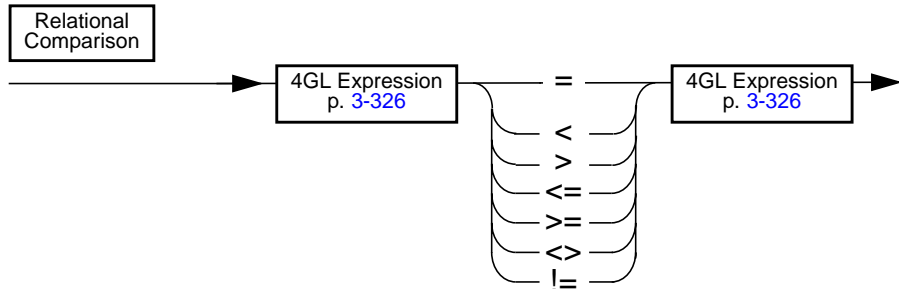 Relational
Comparison
4GL Expression
p. 3-326
=
<
>
<=
>=
<>
!=
4GL Expression
p. 3-326